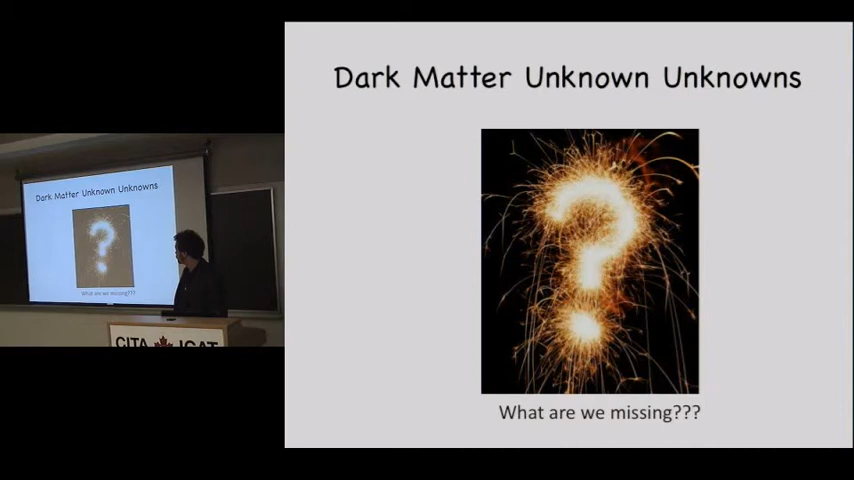 Dark Matter Unknown Unknowns
What are we missing???
Dark Matter Unknown Unknowns
What are we missing???
CITA ICAT